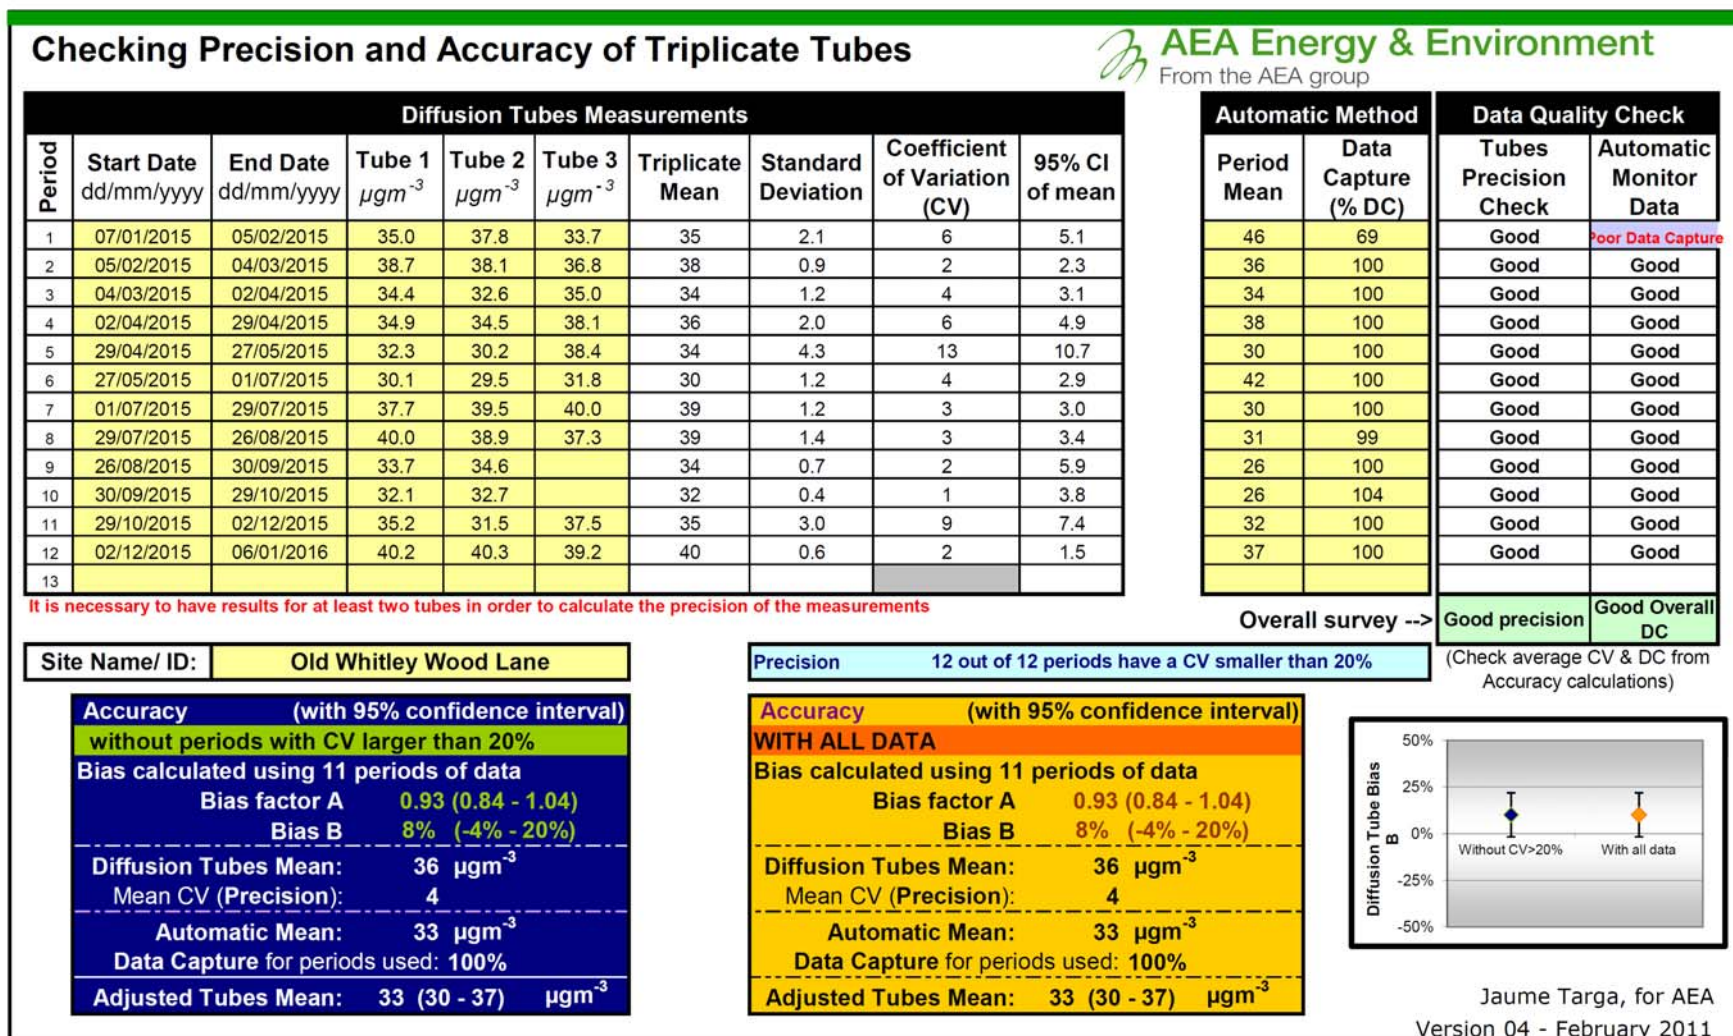 Checking Precision and Accuracy of Triplicate Tubes
AEA Energy & Environment
From the AEA group
Diffusion Tubes Measurements
Automatic Method
Data Quality Check
Period
Start Date dd/mm/yyyy
End Date dd/mm/yyyy
Tube 1 µgm-3
Tube 2 µgm-3
Tube 3 µgm-3
Triplicate Mean
Standard Deviation
Coefficient of Variation (CV)
95% CI of mean
Period Mean
Data Capture (% DC)
Tubes Precision Check
Automatic Monitor Data
1 07/01/2015 05/02/2015 35.0 37.8 33.7 35 2.1 6 5.1 46 69 Good Poor Data Capture
2 05/02/2015 04/03/2015 38.7 38.1 36.8 38 0.9 2 2.3 36 100 Good Good
3 04/03/2015 02/04/2015 34.4 32.6 35.0 34 1.2 4 3.1 34 100 Good Good
4 02/04/2015 29/04/2015 34.9 34.5 38.1 36 2.0 6 4.9 38 100 Good Good
5 29/04/2015 27/05/2015 32.3 30.2 38.4 34 4.3 13 10.7 30 100 Good Good
6 27/05/2015 01/07/2015 30.1 29.5 31.8 30 1.2 4 2.9 42 100 Good Good
7 01/07/2015 29/07/2015 37.7 39.5 40.0 39 1.2 3 3.0 30 100 Good Good
8 29/07/2015 26/08/2015 40.0 38.9 37.3 39 1.4 3 3.4 31 99 Good Good
9 26/08/2015 30/09/2015 33.7 34.6 34 0.7 2 5.9 26 100 Good Good
10 30/09/2015 29/10/2015 32.1 32.7 32 0.4 1 3.8 26 104 Good Good
11 29/10/2015 02/12/2015 35.2 31.5 37.5 35 3.0 9 7.4 32 100 Good Good
12 02/12/2015 06/01/2016 40.2 40.3 39.2 40 0.6 2 1.5 37 100 Good Good
13
It is necessary to have results for at least two tubes in order to calculate the precision of the measurements
Overall survey --> Good precision Good Overall DC
Site Name/ ID: Old Whitley Wood Lane
Precision 12 out of 12 periods have a CV smaller than 20%
(Check average CV & DC from
Accuracy calculations)
Accuracy (with 95% confidence interval)
without periods with CV larger than 20%
Bias calculated using 11 periods of data
Bias factor A 0.93 (0.84 - 1.04)
Bias B 8% (-4% - 20%)
Diffusion Tubes Mean: 36 µgm-3
Mean CV (Precision): 4
Automatic Mean: 33 µgm-3
Data Capture for periods used: 100%
Adjusted Tubes Mean: 33 (30 - 37) µgm-3
Accuracy (with 95% confidence interval)
WITH ALL DATA
Bias calculated using 11 periods of data
Bias factor A 0.93 (0.84 - 1.04)
Bias B 8% (-4% - 20%)
Diffusion Tubes Mean: 36 µgm-3
Mean CV (Precision): 4
Automatic Mean: 33 µgm-3
Data Capture for periods used: 100%
Adjusted Tubes Mean: 33 (30 - 37) µgm-3
Diffusion Tube Bias B
50%
25%
0%
-25%
-50%
Without CV>20% With all data
Jaume Targa, for AEA
Version 04 - February 2011